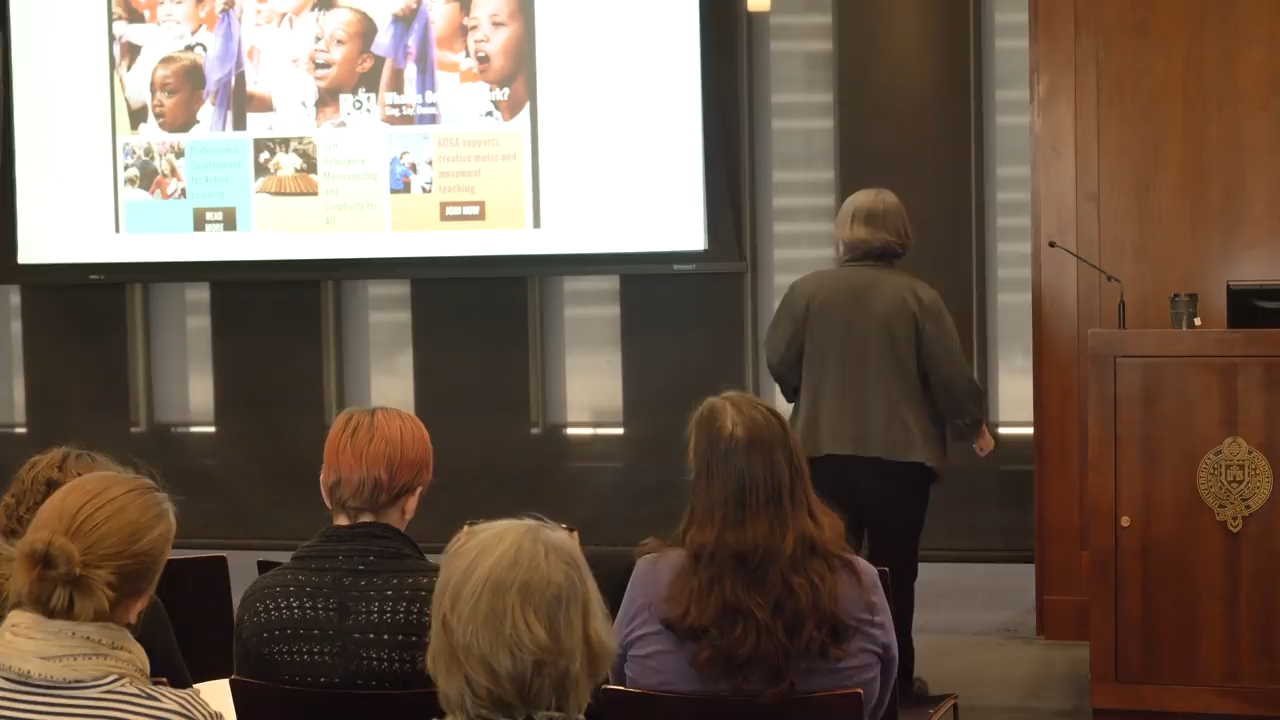 Professional
Development
for Active
Learning
READ
MORE
Orff
Schulwerk
Musicianship
and
Creativity for
All
AOSA supports
creative music and
movement
teaching
JOIN NOW